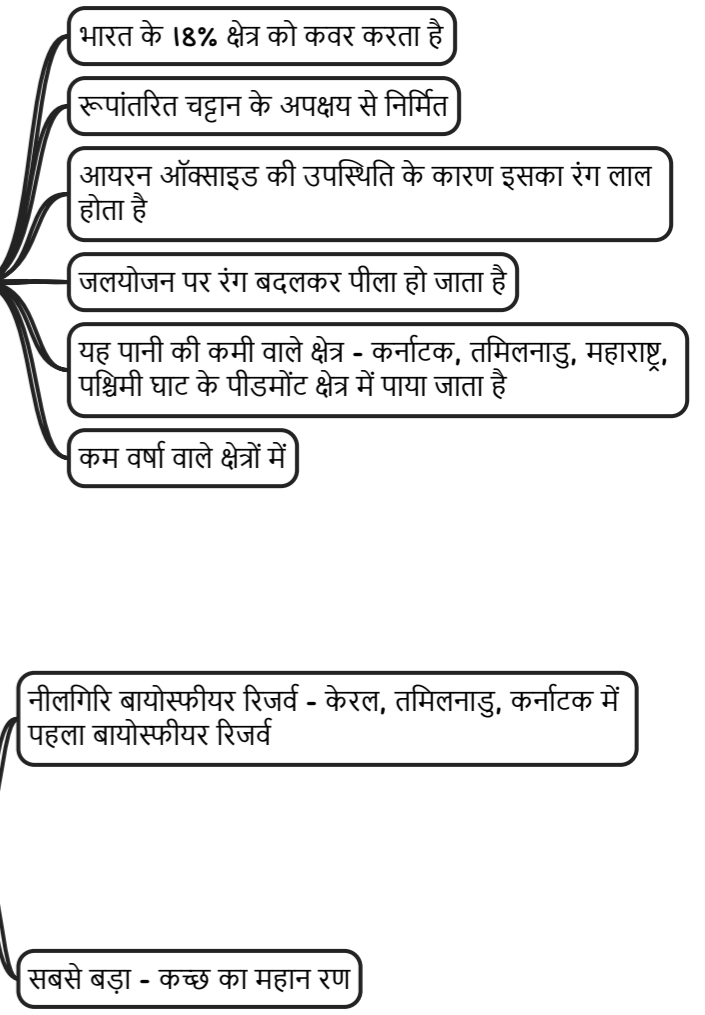 भारत के 18% क्षेत्र को कवर करता है
रूपांतरित चट्टान के अपक्षय से निर्मित
आयरन ऑक्साइड की उपस्थिति के कारण इसका रंग लाल
होता है
जलयोजन पर रंग बदलकर पीला हो जाता है
यह पानी की कमी वाले क्षेत्र - कर्नाटक, तमिलनाडु, महाराष्ट्र,
पश्चिमी घाट के पीडमोंट क्षेत्र में पाया जाता है
कम वर्षा वाले क्षेत्रों में
नीलगिरि बायोस्फीयर रिजर्व - केरल, तमिलनाडु, कर्नाटक में
पहला बायोस्फीयर रिजर्व
सबसे बड़ा - कच्छ का महान रण